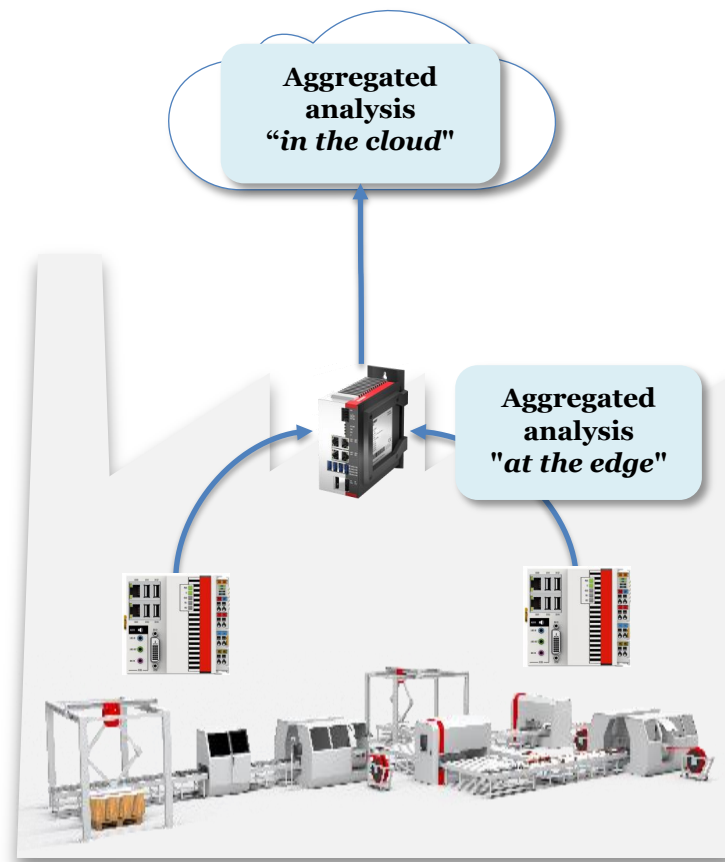 Aggregated
analysis
“in the cloud"
Aggregated
analysis
"at the edge"